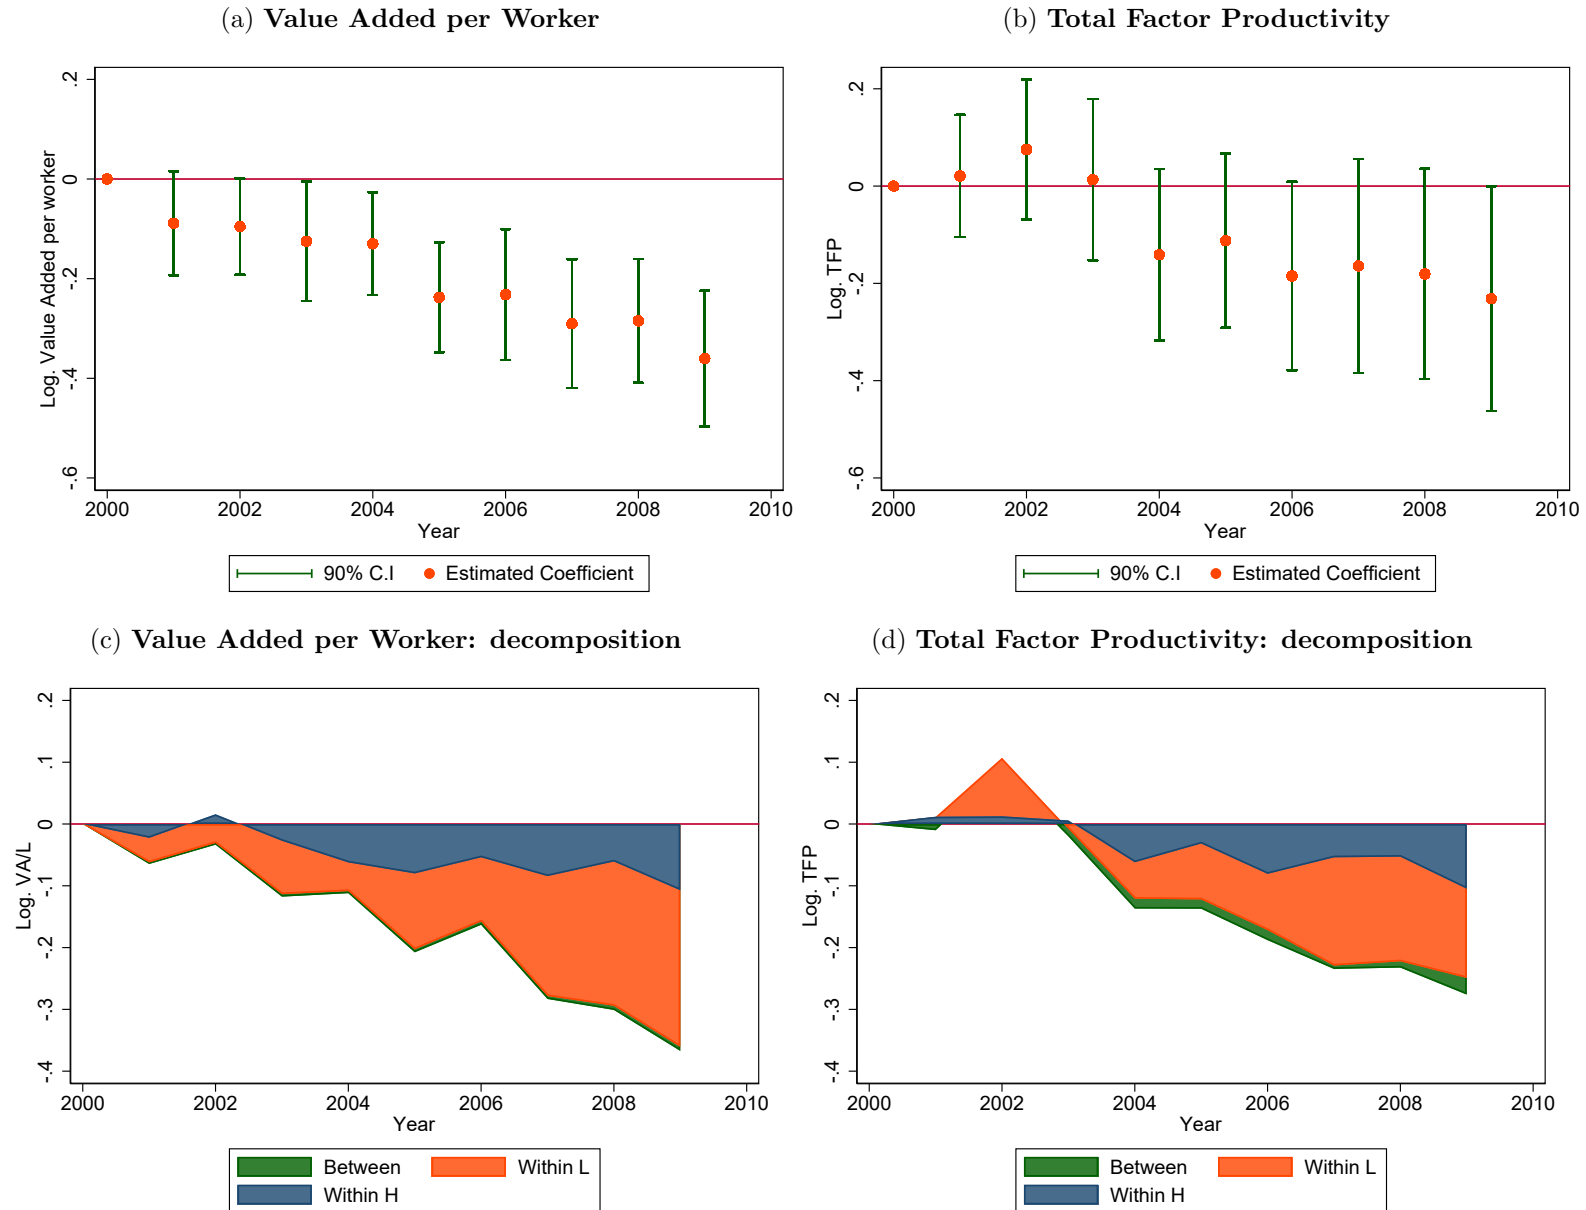 (a) Value Added per Worker
.2
0
-.2
-.4
-.6
Log. Value Added per worker
2000 2002 2004 2006 2008 2010
Year
90% C.I Estimated Coefficient
(b) Total Factor Productivity
.2
0
-.2
-.4
-.6
Log. TFP
2000 2002 2004 2006 2008 2010
Year
90% C.I Estimated Coefficient
(c) Value Added per Worker: decomposition
.2
.1
0
-.1
-.2
-.3
-.4
Log. VA/L
2000 2002 2004 2006 2008 2010
Year
Between Within L
Within H
(d) Total Factor Productivity: decomposition
.2
.1
0
-.1
-.2
-.3
-.4
Log. TFP
2000 2002 2004 2006 2008 2010
Year
Between Within L
Within H